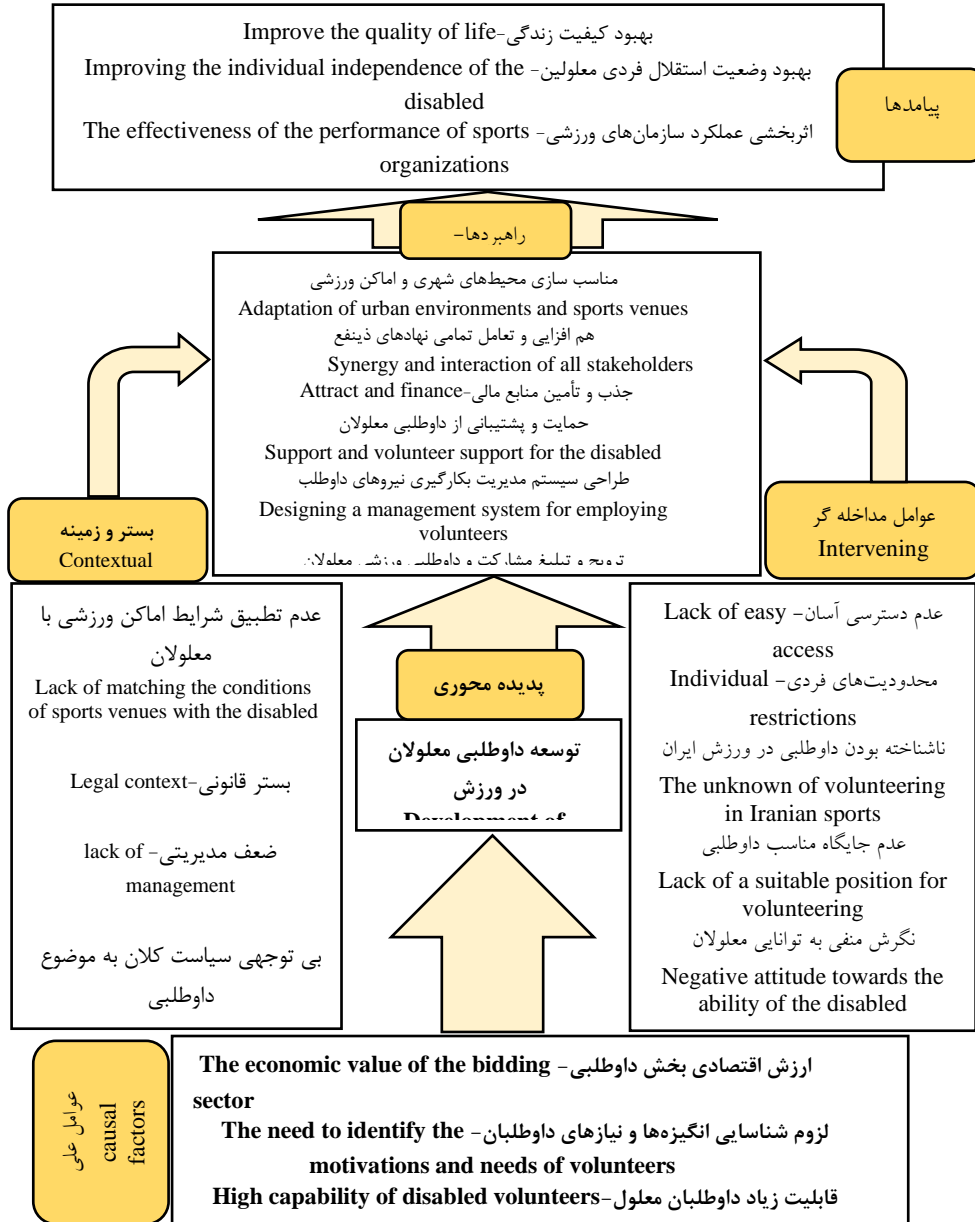 بهبود کیفیت زندگی-Improve the quality of life
بهبود وضعیت استقلال فردی معلولین- Improving the individual independence of the
disabled
اثربخشی عملکرد سازمان‌های ورزشی- The effectiveness of the performance of sports
organizations
پیامدها
راهبردها-
مناسب سازی محیط‌های شهری و اماکن ورزشی
Adaptation of urban environments and sports venues
هم افزایی و تعامل تمامی نهادهای ذینفع
Synergy and interaction of all stakeholders
جذب و تأمین منابع مالی-Attract and finance
حمایت و پشتیبانی از داوطلبی معلولان
Support and volunteer support for the disabled
طراحی سیستم مدیریت بکارگیری نیروهای داوطلب
Designing a management system for employing
volunteers
ترویج و تبلیغ مشارکت و داوطلبی ورزشی معلولان
عوامل مداخله گر
Intervening
عدم دسترسی آسان- Lack of easy
access
محدودیت‌های فردی- Individual
restrictions
ناشناخته بودن داوطلبی در ورزش ایران
The unknown of volunteering
in Iranian sports
عدم جایگاه مناسب داوطلبی
Lack of a suitable position for
volunteering
نگرش منفی به توانایی معلولان
Negative attitude towards the
ability of the disabled
بستر و زمینه
Contextual
عدم تطبیق شرایط اماکن ورزشی با
معلولان
Lack of matching the conditions
of sports venues with the disabled
بستر قانونی-Legal context
ضعف مدیریتی- lack of
management
بی توجهی سیاست کلان به موضوع
داوطلبی
پدیده محوری
توسعه داوطلبی معلولان
در ورزش
Development of
عوامل علی
causal
factors
ارزش اقتصادی بخش داوطلبی- The economic value of the bidding
sector
لزوم شناسایی انگیزه‌ها و نیازهای داوطلبان- The need to identify the
motivations and needs of volunteers
قابلیت زیاد داوطلبان معلول-High capability of disabled volunteers